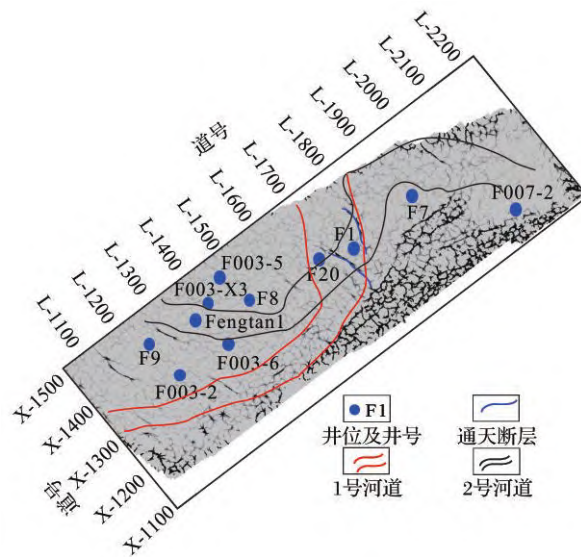 L-2200
L-2100
L-2000
L-1900
L-1800
L-1700
L-1600
L-1500
L-1400
L-1300
L-1200
L-1100
道号
F007-2
F7
F1
F20
F003-5
F003-X3
F8
Fengtan1
F9
F003-6
F003-2
X-1500
X-1400
X-1300
X-1200
X-1100
道号
F1
井位及井号
通天断层
1号河道
2号河道